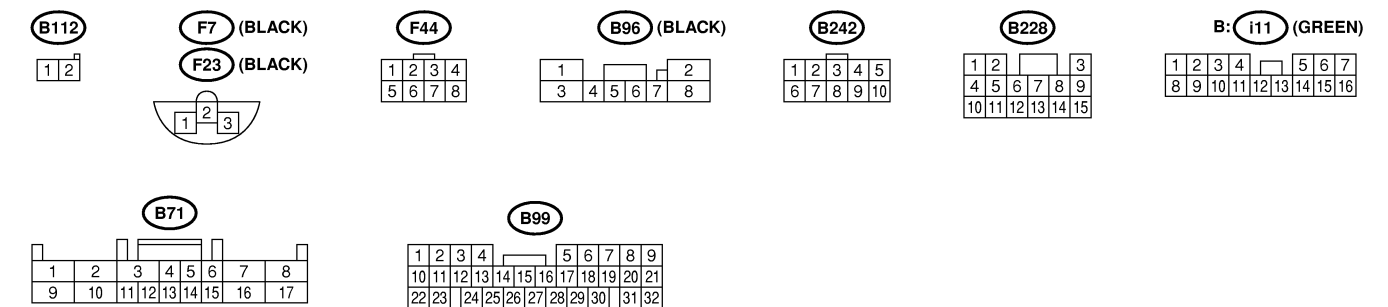 B112
1 2
F7 (BLACK)
F23 (BLACK)
1 2 3
F44
1 2 3 4
5 6 7 8
B96 (BLACK)
1 2
3 4 5 6 7 8
B242
1 2 3 4 5
6 7 8 9 10
B228
1 2 3
4 5 6 7 8 9
10 11 12 13 14 15
B: i11 (GREEN)
1 2 3 4 5 6 7
8 9 10 11 12 13 14 15 16
B71
1 2 3 4 5 6 7 8
9 10 11 12 13 14 15 16 17
B99
1 2 3 4 5 6 7 8 9
10 11 12 13 14 15 16 17 18 19 20 21
22 23 24 25 26 27 28 29 30 31 32